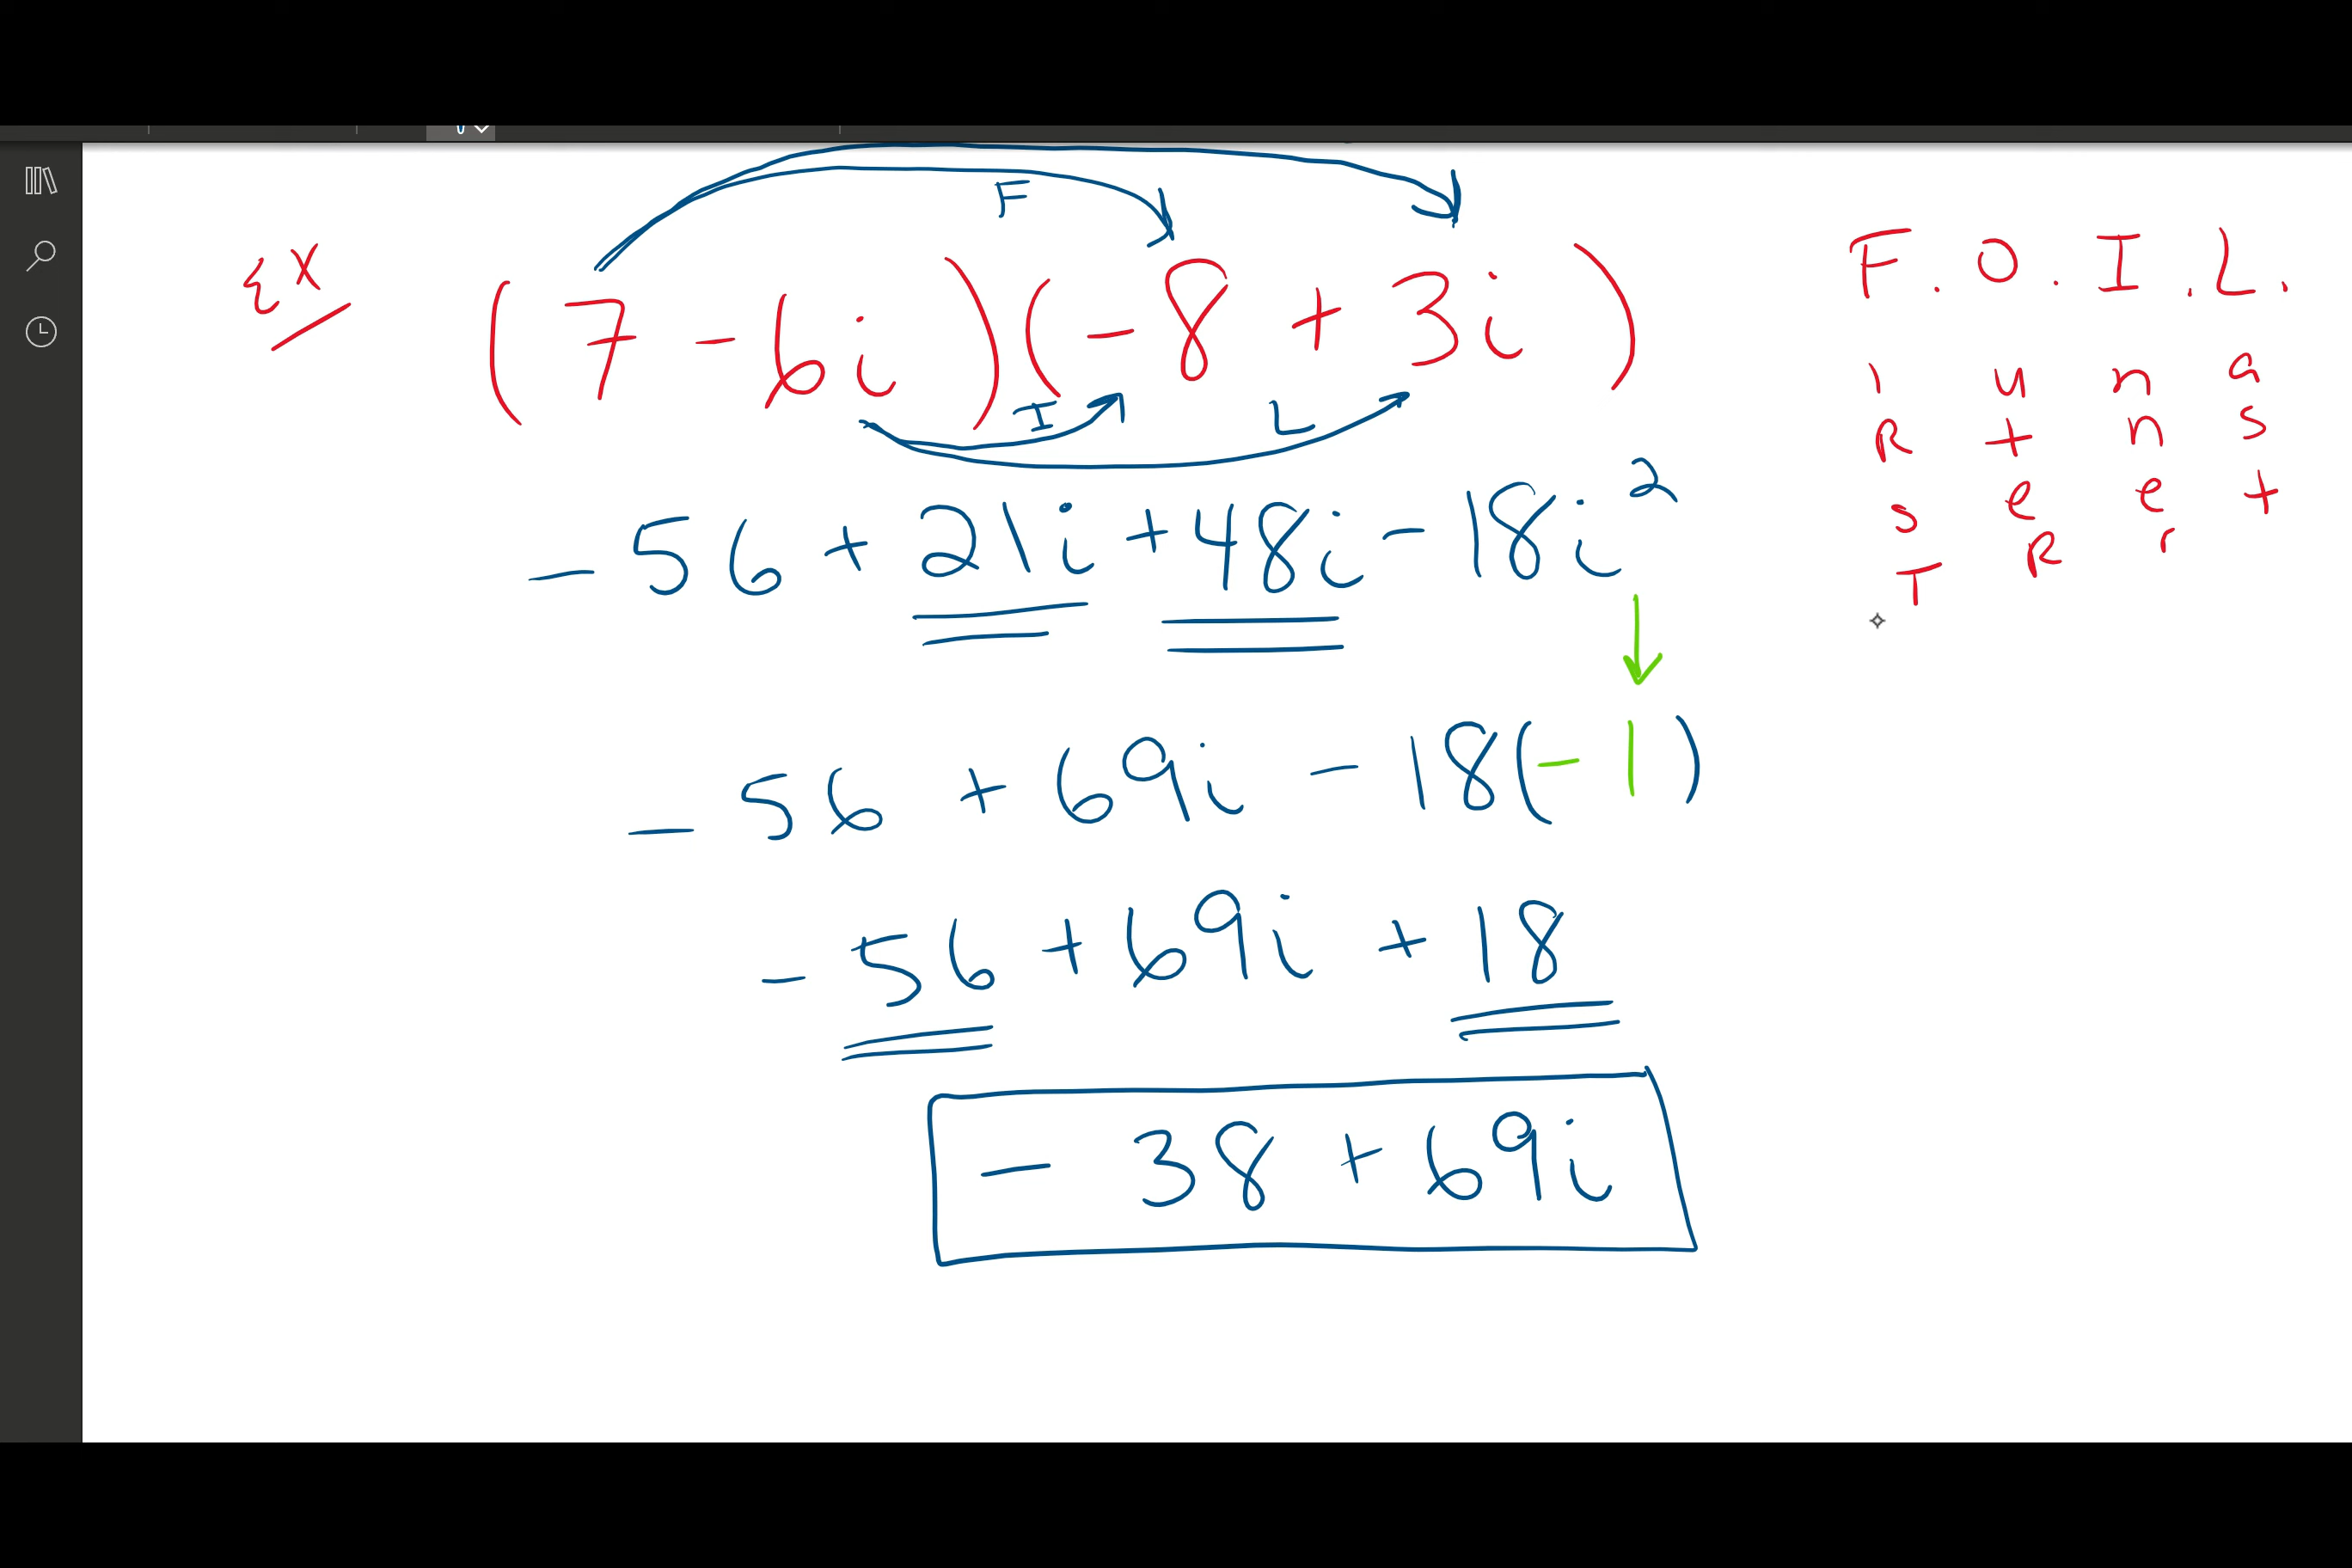 F
Ex (7 - 6i)(-8 + 3i)
I L
-56 + 21i + 48i - 18i²
-56 + 69i - 18(-1)
-56 + 69i + 18
-38 + 69i
F. O. I. L.
i u n a
R t n s
s e e t
T R r